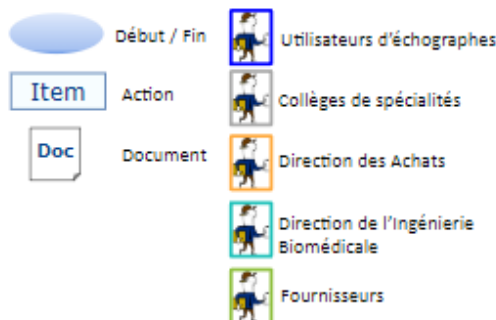 Début / Fin
Utilisateurs d'échographes
Item
Action
Collèges de spécialités
Doc
Document
Direction des Achats
Direction de l'Ingénierie
Biomédicale
Fournisseurs